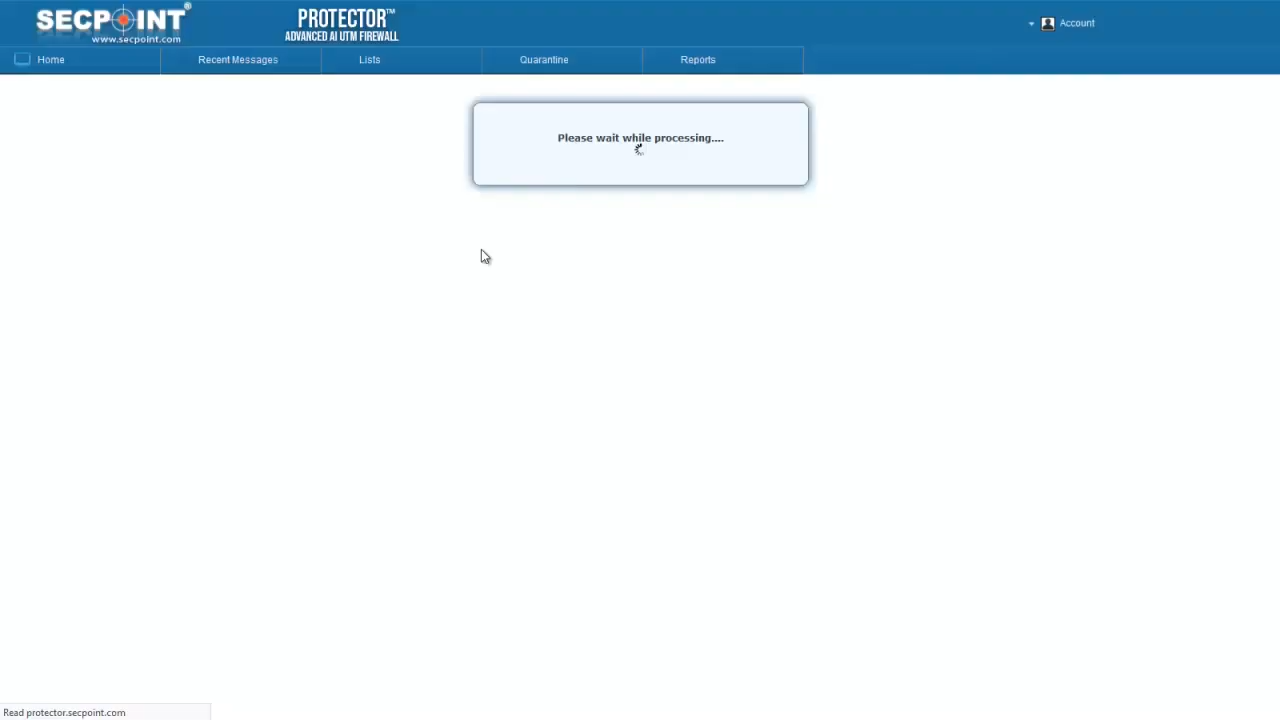 SECPOINT®
www.secpoint.com
PROTECTOR™
ADVANCED AI UTM FIREWALL
Account
Home
Recent Messages
Lists
Quarantine
Reports
Please wait while processing....
Read protector.secpoint.com